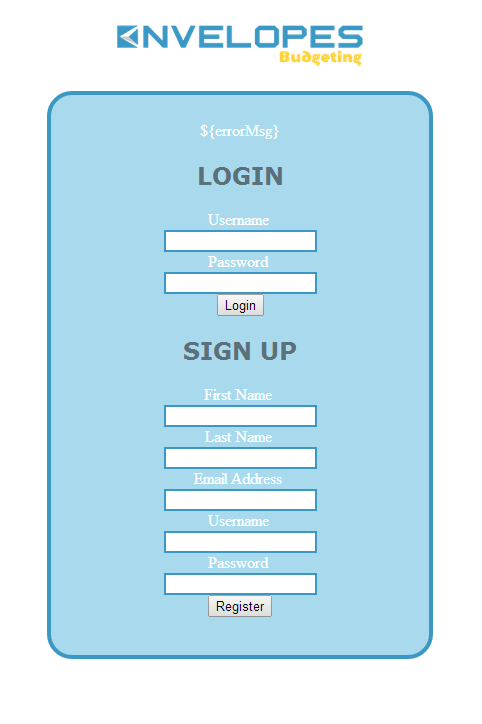 ENVELOPES
Budgeting
${errorMsg}
LOGIN
Username
Password
Login
SIGN UP
First Name
Last Name
Email Address
Username
Password
Register